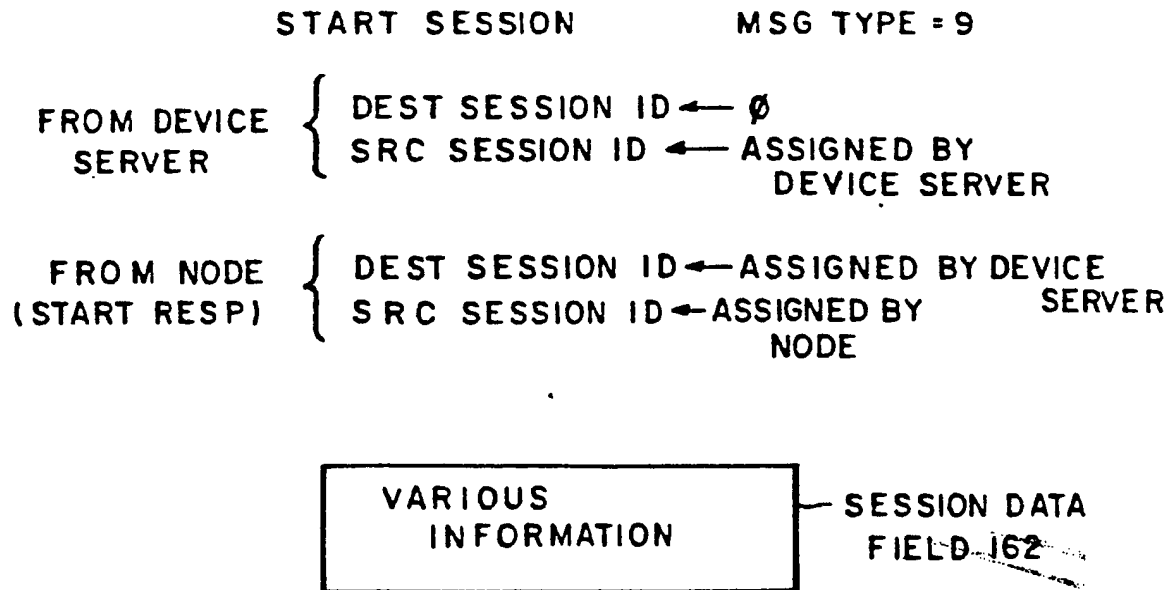 START SESSION MSG TYPE = 9
FROM DEVICE SERVER
DEST SESSION ID ← ∅
SRC SESSION ID ← ASSIGNED BY DEVICE SERVER
FROM NODE
(START RESP)
DEST SESSION ID ← ASSIGNED BY DEVICE SERVER
SRC SESSION ID ← ASSIGNED BY NODE
VARIOUS
INFORMATION
SESSION DATA
FIELD 162